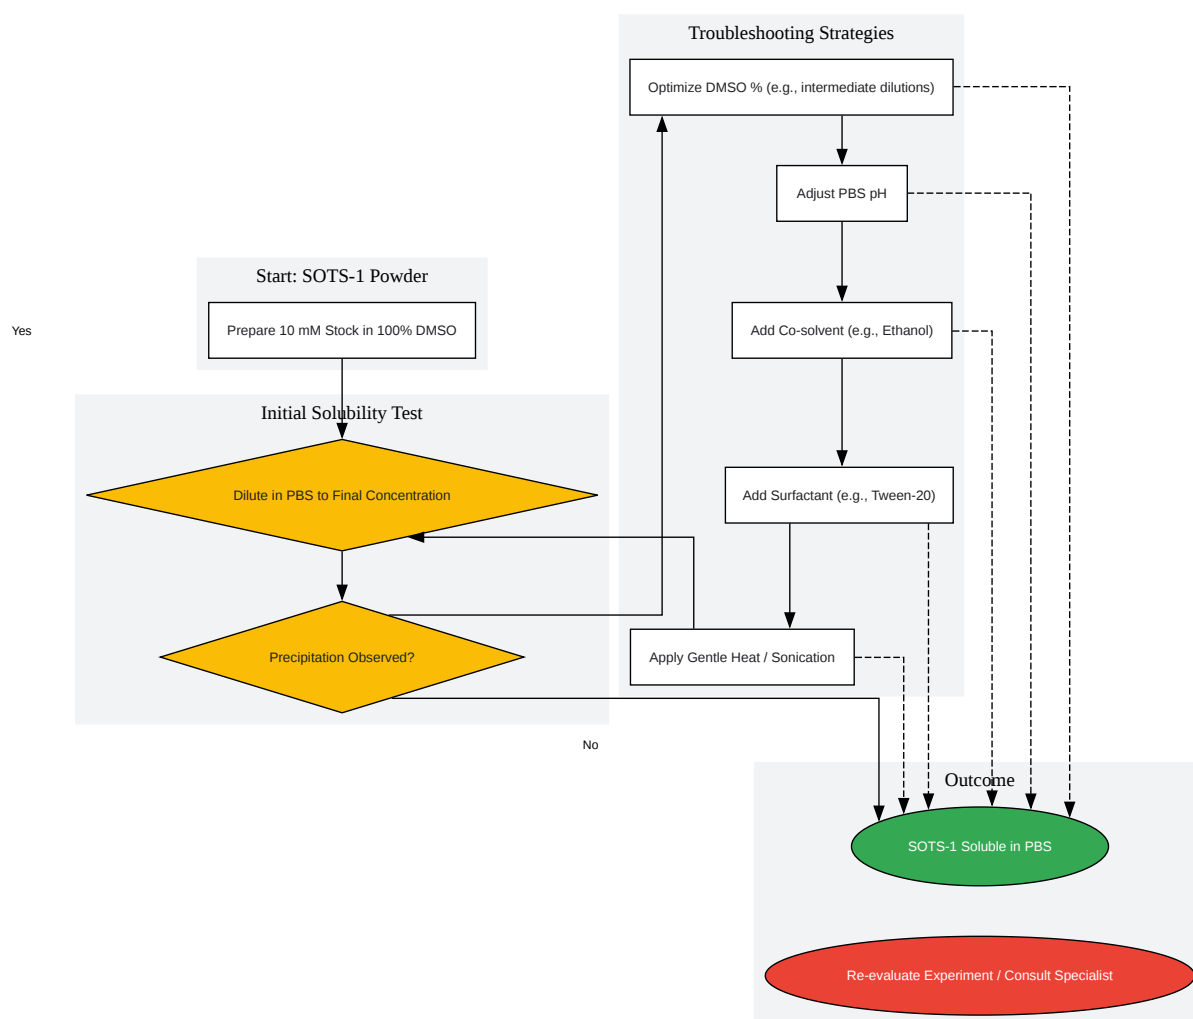 Troubleshooting Strategies
Optimize DMSO % (e.g., intermediate dilutions)
Adjust PBS pH
Start: SOTS-1 Powder
Yes
Prepare 10 mM Stock in 100% DMSO
Add Co-solvent (e.g., Ethanol)
Initial Solubility Test
Dilute in PBS to Final Concentration
Add Surfactant (e.g., Tween-20)
Precipitation Observed?
Apply Gentle Heat / Sonication
No
Outcome
SOTS-1 Soluble in PBS
Re-evaluate Experiment / Consult Specialist